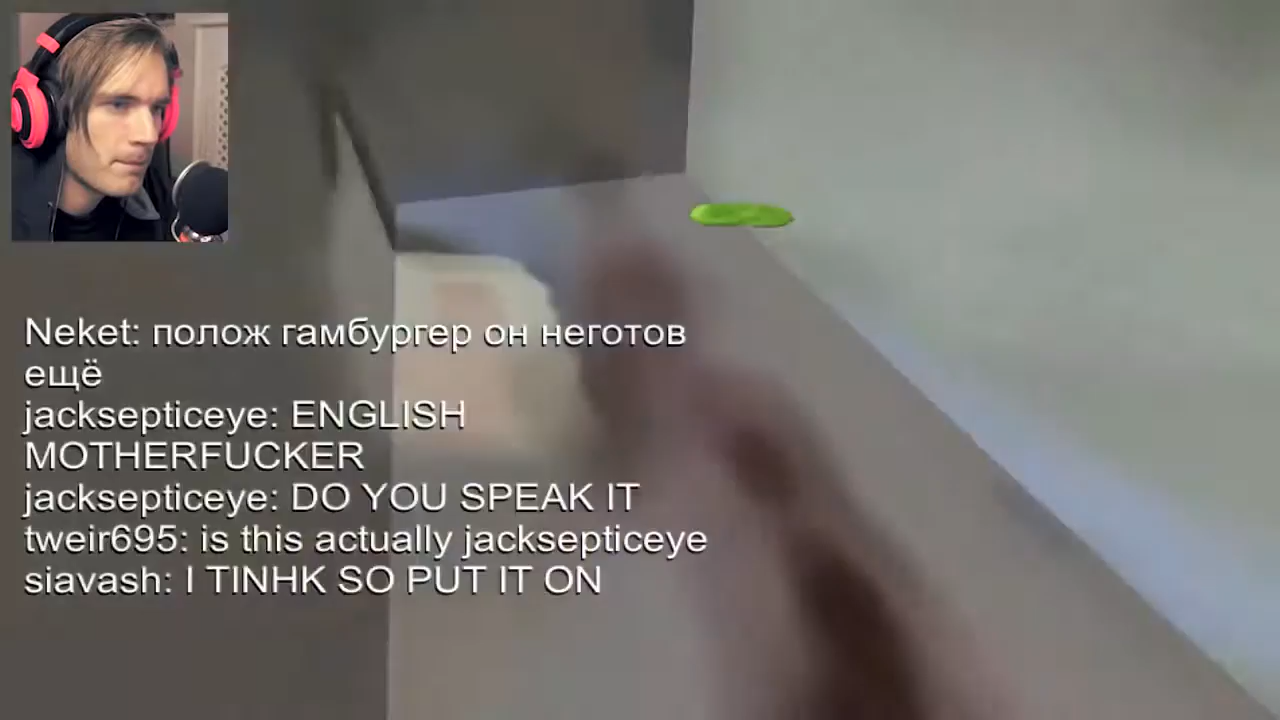 Neket: полож гамбургер он неготов
ещё
jacksepticeye: ENGLISH
MOTHERFUCKER
jacksepticeye: DO YOU SPEAK IT
tweir695: is this actually jacksepticeye
siavash: I TINHK SO PUT IT ON